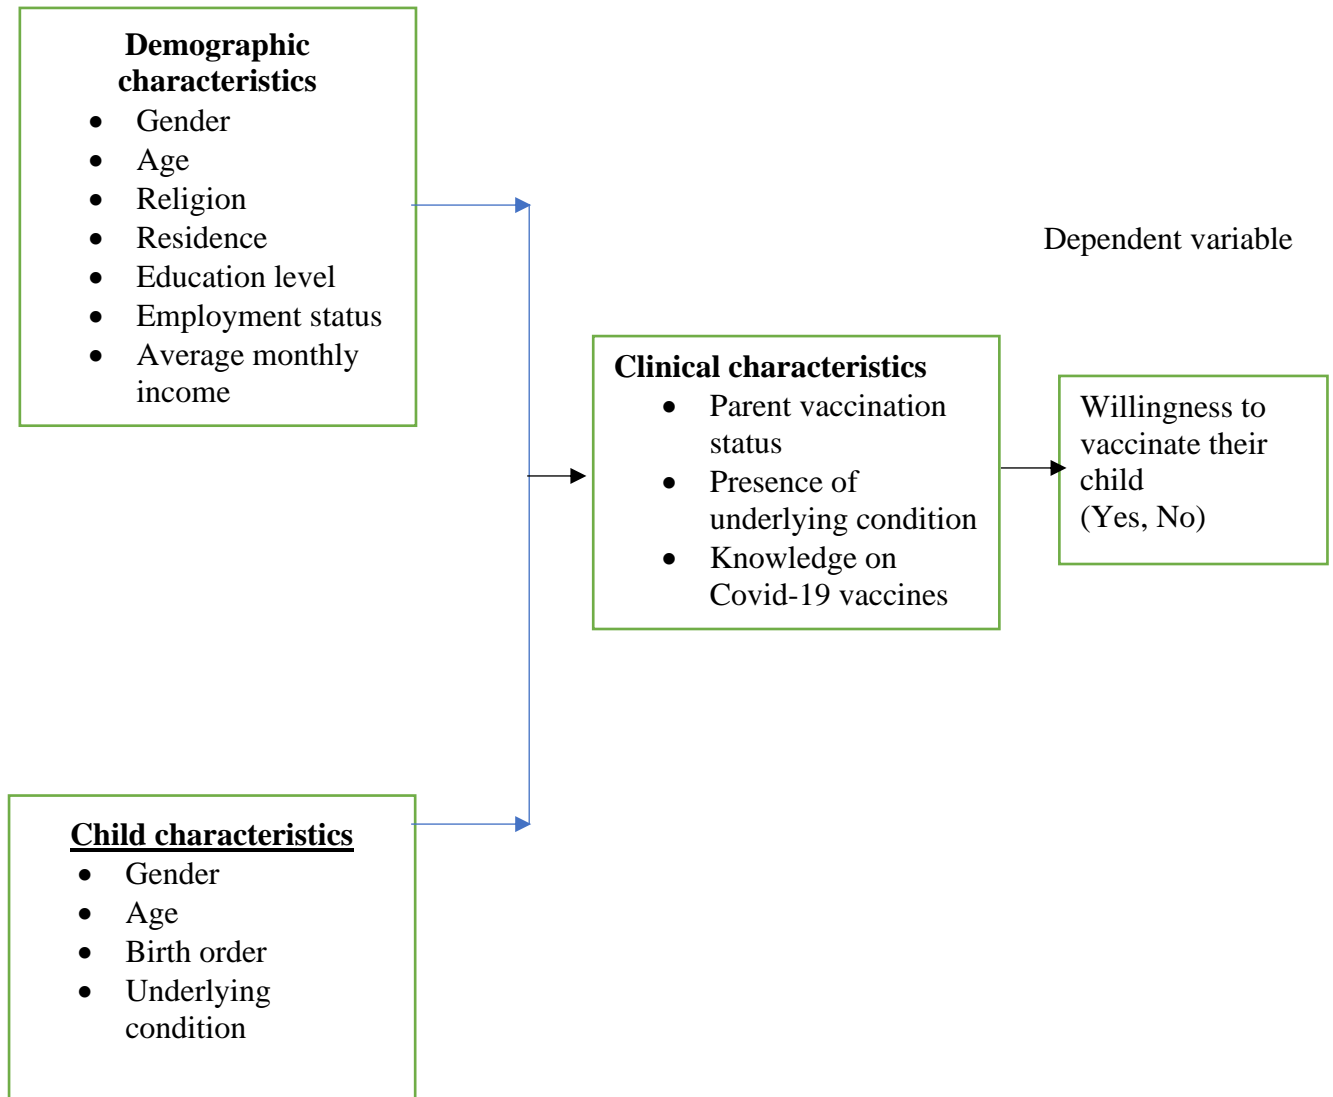 Demographic
characteristics
• Gender
• Age
• Religion
• Residence
• Education level
• Employment status
• Average monthly
income
Dependent variable
Clinical characteristics
• Parent vaccination
status
• Presence of
underlying condition
• Knowledge on
Covid-19 vaccines
Willingness to
vaccinate their
child
(Yes, No)
Child characteristics
• Gender
• Age
• Birth order
• Underlying
condition